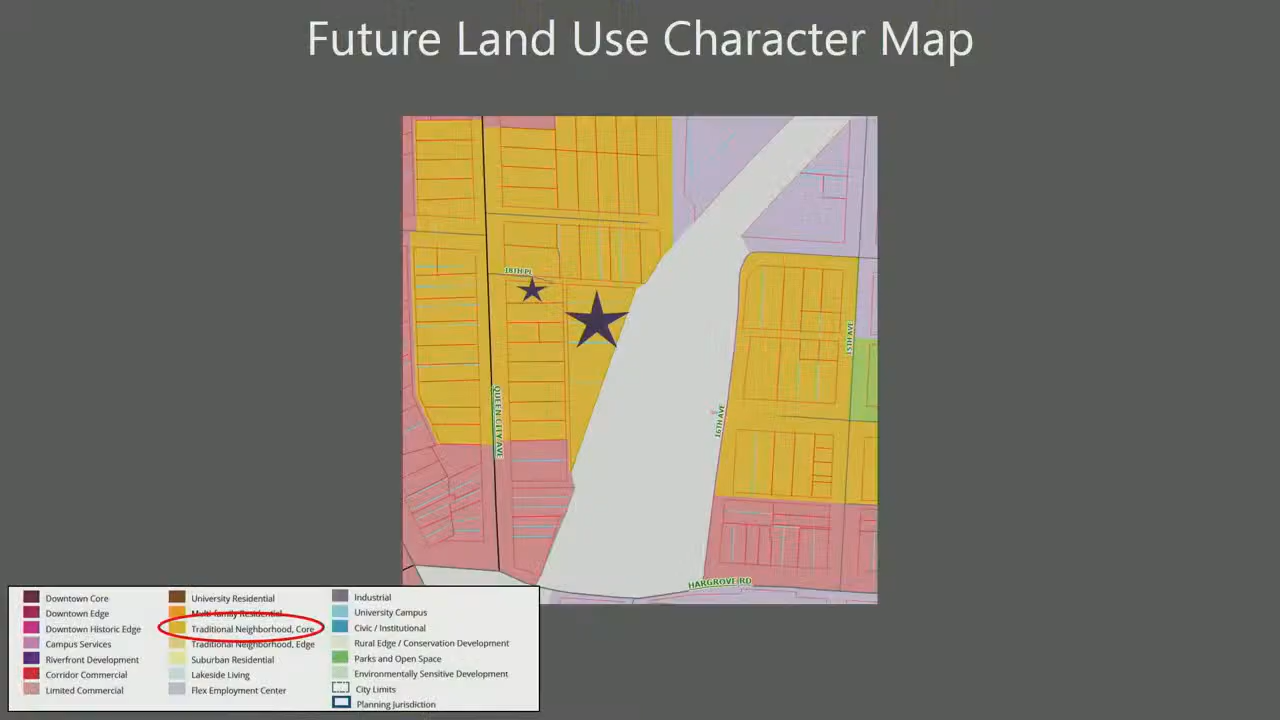 Future Land Use Character Map
18TH PL
QUEEN CITY AVE
15TH AVE
16TH AVE
HARGROVE RD
Downtown Core
Downtown Edge
Downtown Historic Edge
Campus Services
Riverfront Development
Corridor Commercial
Limited Commercial
University Residential
Multi-family Residential
Traditional Neighborhood, Core
Traditional Neighborhood, Edge
Suburban Residential
Lakeside Living
Flex Employment Center
Industrial
University Campus
Civic / Institutional
Rural Edge / Conservation Development
Parks and Open Space
Environmentally Sensitive Development
City Limits
Planning Jurisdiction